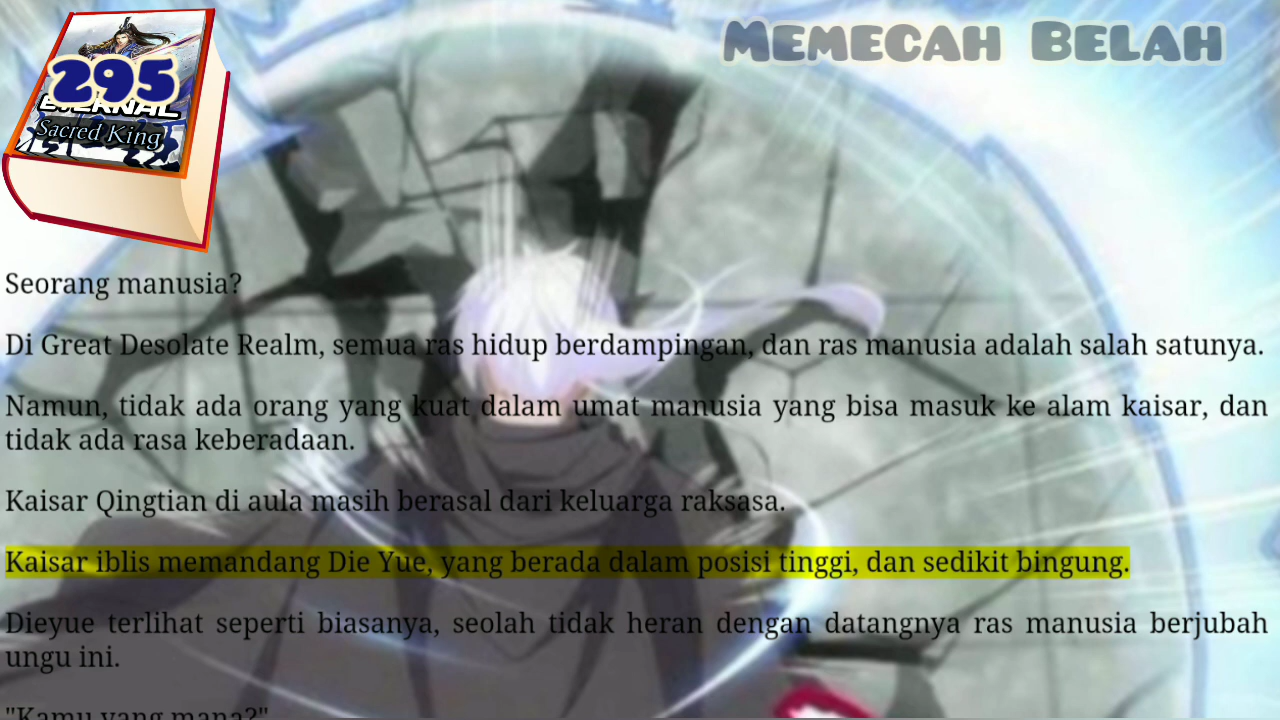 295
ETERNAL
Sacred King
MEMECAH BELAH
Seorang manusia?
Di Great Desolate Realm, semua ras hidup berdampingan, dan ras manusia adalah salah satunya.
Namun, tidak ada orang yang kuat dalam umat manusia yang bisa masuk ke alam kaisar, dan
tidak ada rasa keberadaan.
Kaisar Qingtian di aula masih berasal dari keluarga raksasa.
Kaisar iblis memandang Die Yue, yang berada dalam posisi tinggi, dan sedikit bingung.
Dieyue terlihat seperti biasanya, seolah tidak heran dengan datangnya ras manusia berjubah
ungu ini.
"Kamu yang mana?"